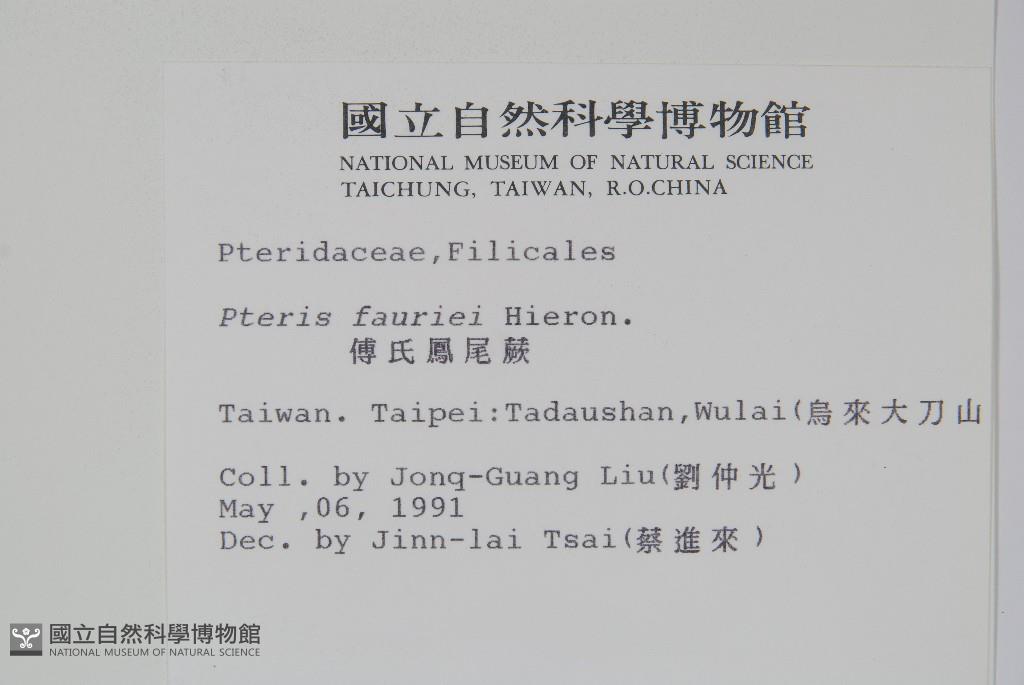 國立自然科學博物館
NATIONAL MUSEUM OF NATURAL SCIENCE
TAICHUNG, TAIWAN, R.O.CHINA
Pteridaceae,Filicales
Pteris fauriei Hieron.
傅氏鳳尾蕨
Taiwan. Taipei:Tadaushan,Wulai(烏來大刀山
Coll. by Jonq-Guang Liu(劉仲光)
May ,06, 1991
Dec. by Jinn-lai Tsai(蔡進來)
國立自然科學博物館
NATIONAL MUSEUM OF NATURAL SCIENCE